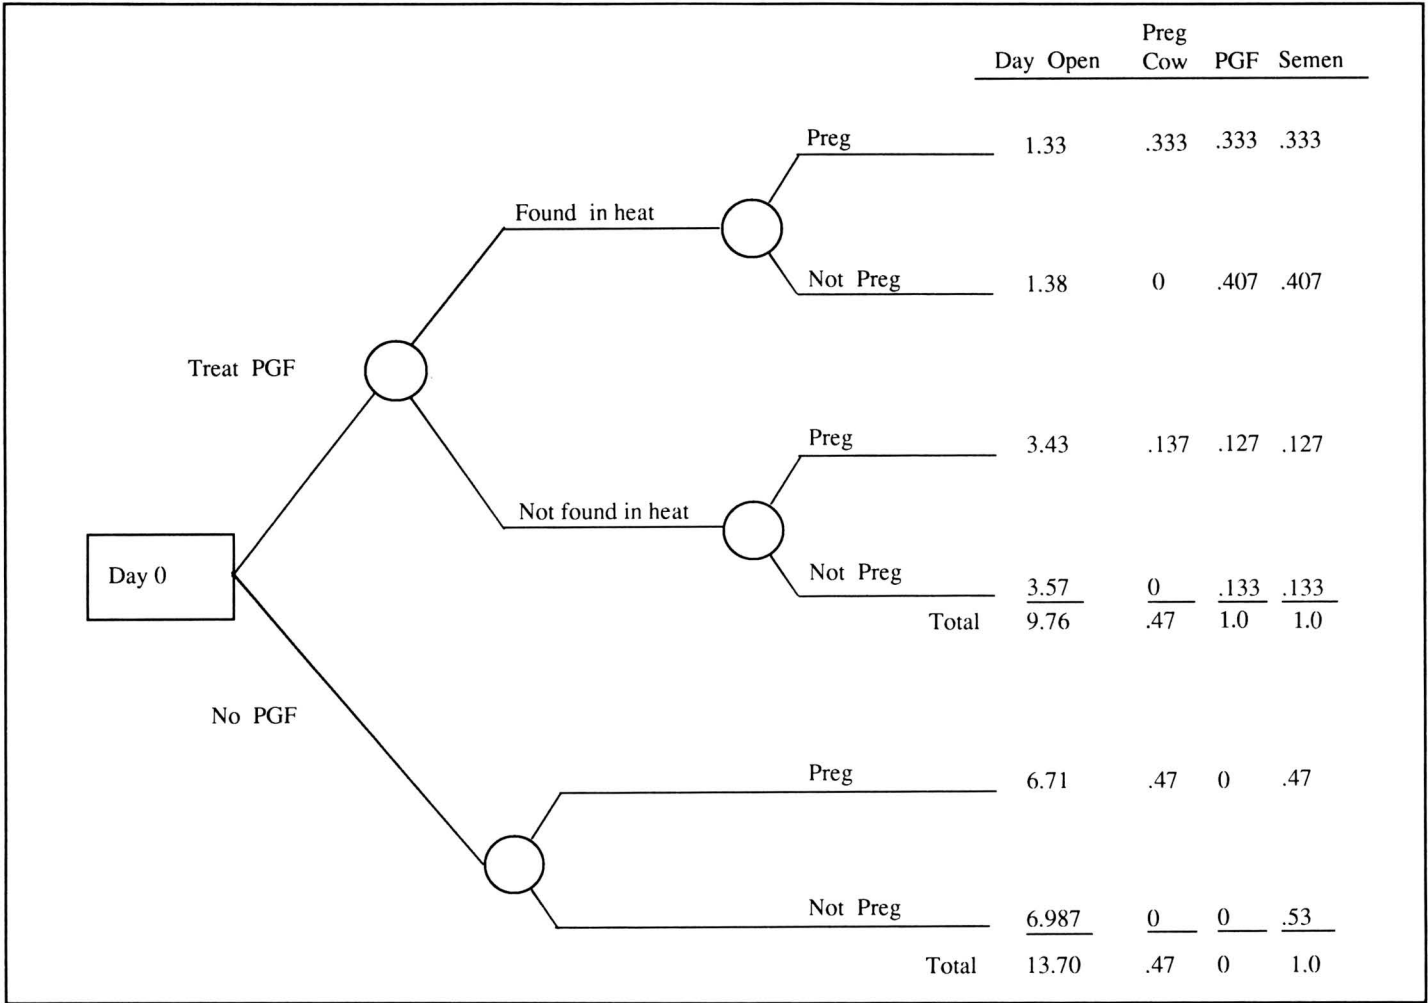 Preg
Day Open Cow PGF Semen
Preg 1.33 .333 .333 .333
Found in heat
Not Preg 1.38 0 .407 .407
Treat PGF
Preg 3.43 .137 .127 .127
Not found in heat
Day 0
Not Preg 3.57 0 .133 .133
Total 9.76 .47 1.0 1.0
No PGF
Preg 6.71 .47 0 .47
Not Preg 6.987 0 0 .53
Total 13.70 .47 0 1.0